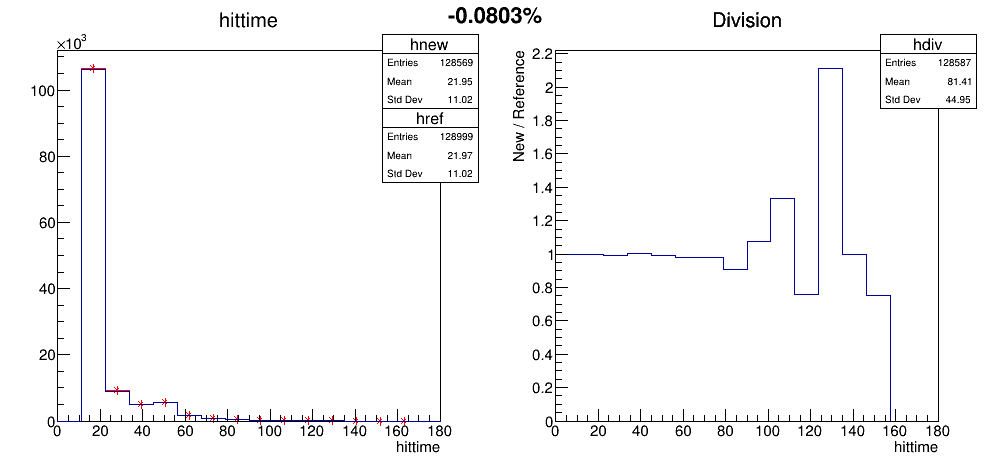 -0.0803%
hittime
×10³
hnew
Entries 128569
Mean 21.95
Std Dev 11.02
href
Entries 128999
Mean 21.97
Std Dev 11.02
100
80
60
40
20
0
0 20 40 60 80 100 120 140 160 180
hittime
Division
hdiv
Entries 128587
Mean 81.41
Std Dev 44.95
New / Reference
2.2
2
1.8
1.6
1.4
1.2
1
0.8
0.6
0.4
0.2
0
0 20 40 60 80 100 120 140 160 180
hittime